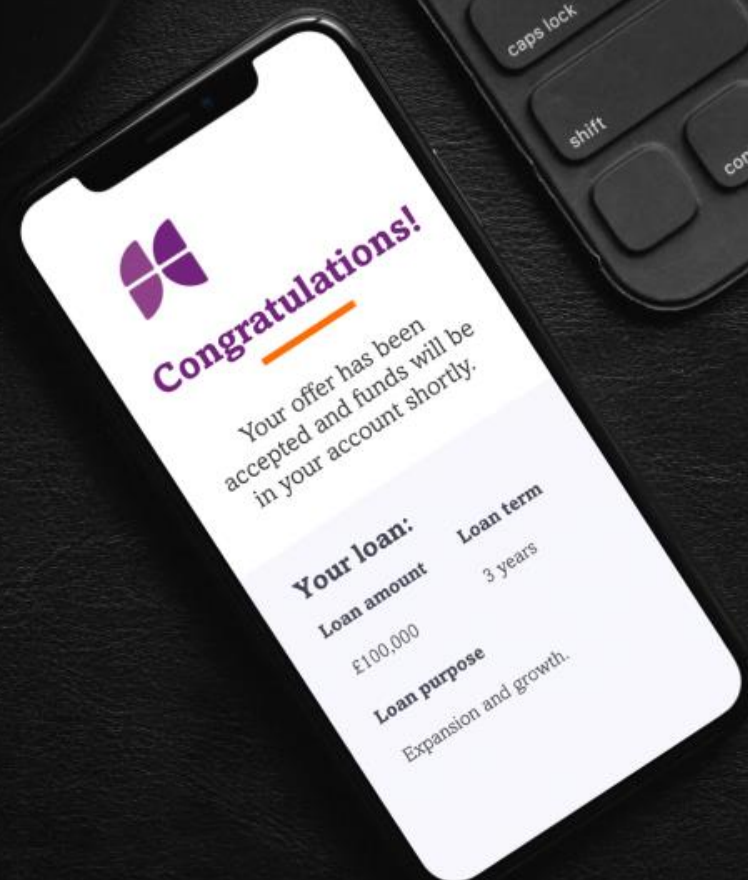 caps lock
shift
Congratulations!
Your offer has been
accepted and funds will be
in your account shortly.
Your loan:
Loan amount
Loan term
£100,000
3 years
Loan purpose
Expansion and growth.